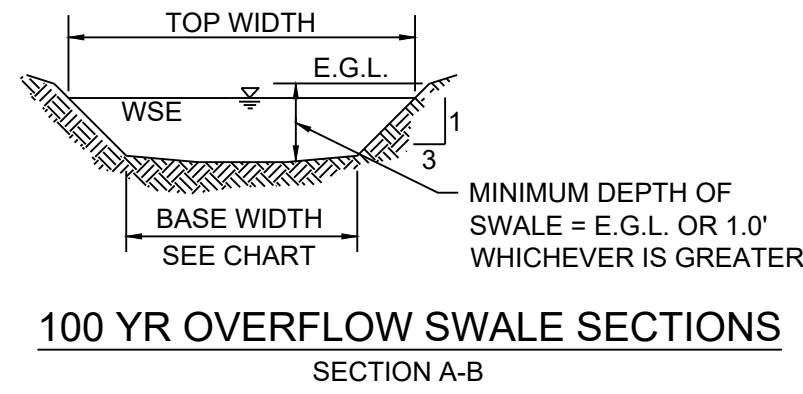 TOP WIDTH
E.G.L.
WSE
1
3
MINIMUM DEPTH OF
SWALE = E.G.L. OR 1.0'
WHICHEVER IS GREATER
BASE WIDTH
SEE CHART
100 YR OVERFLOW SWALE SECTIONS
SECTION A-B